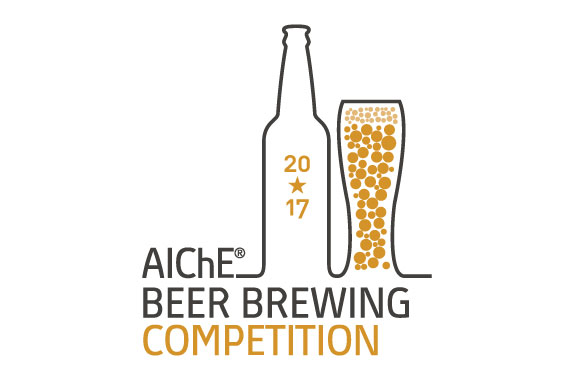 20
17
AIChE®
BEER BREWING
COMPETITION